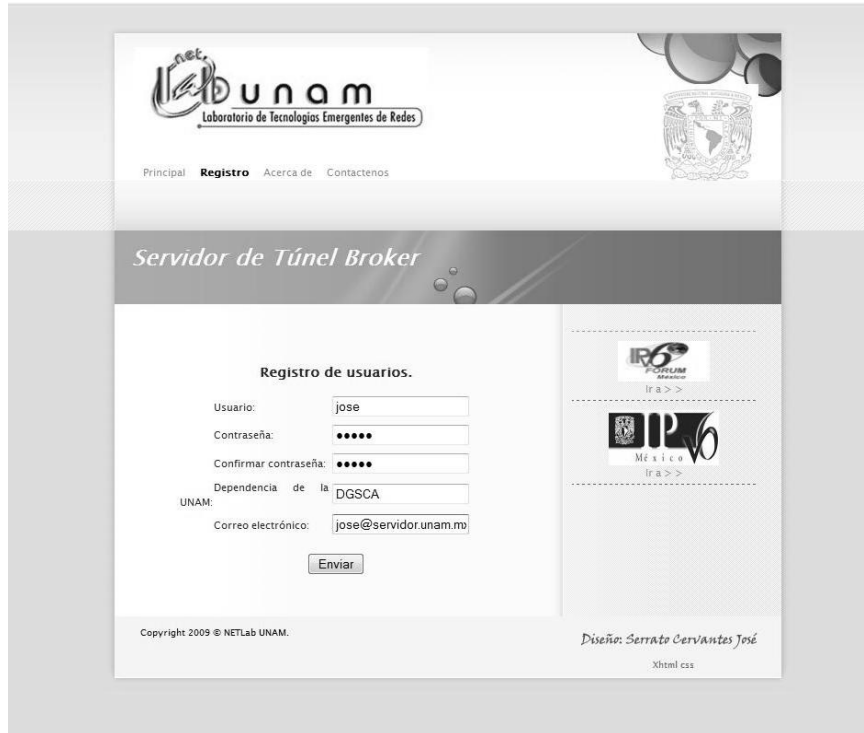 net.
Lab unam
Laboratorio de Tecnologias Emergentes de Redes
Principal Registro Acerca de Contactenos
Servidor de Túnel Broker
Registro de usuarios.
Usuario: jose
Contraseña: •••••
Confirmar contraseña: •••••
Dependencia de la
UNAM: DGSCA
Correo electrónico: jose@servidor.unam.mx
Enviar
IPv6
FORUM
México
Ir a > >
IPv6
México
Ir a > >
Copyright 2009 © NETLab UNAM.
Diseño: Serrato Cervantes José
Xhtml css